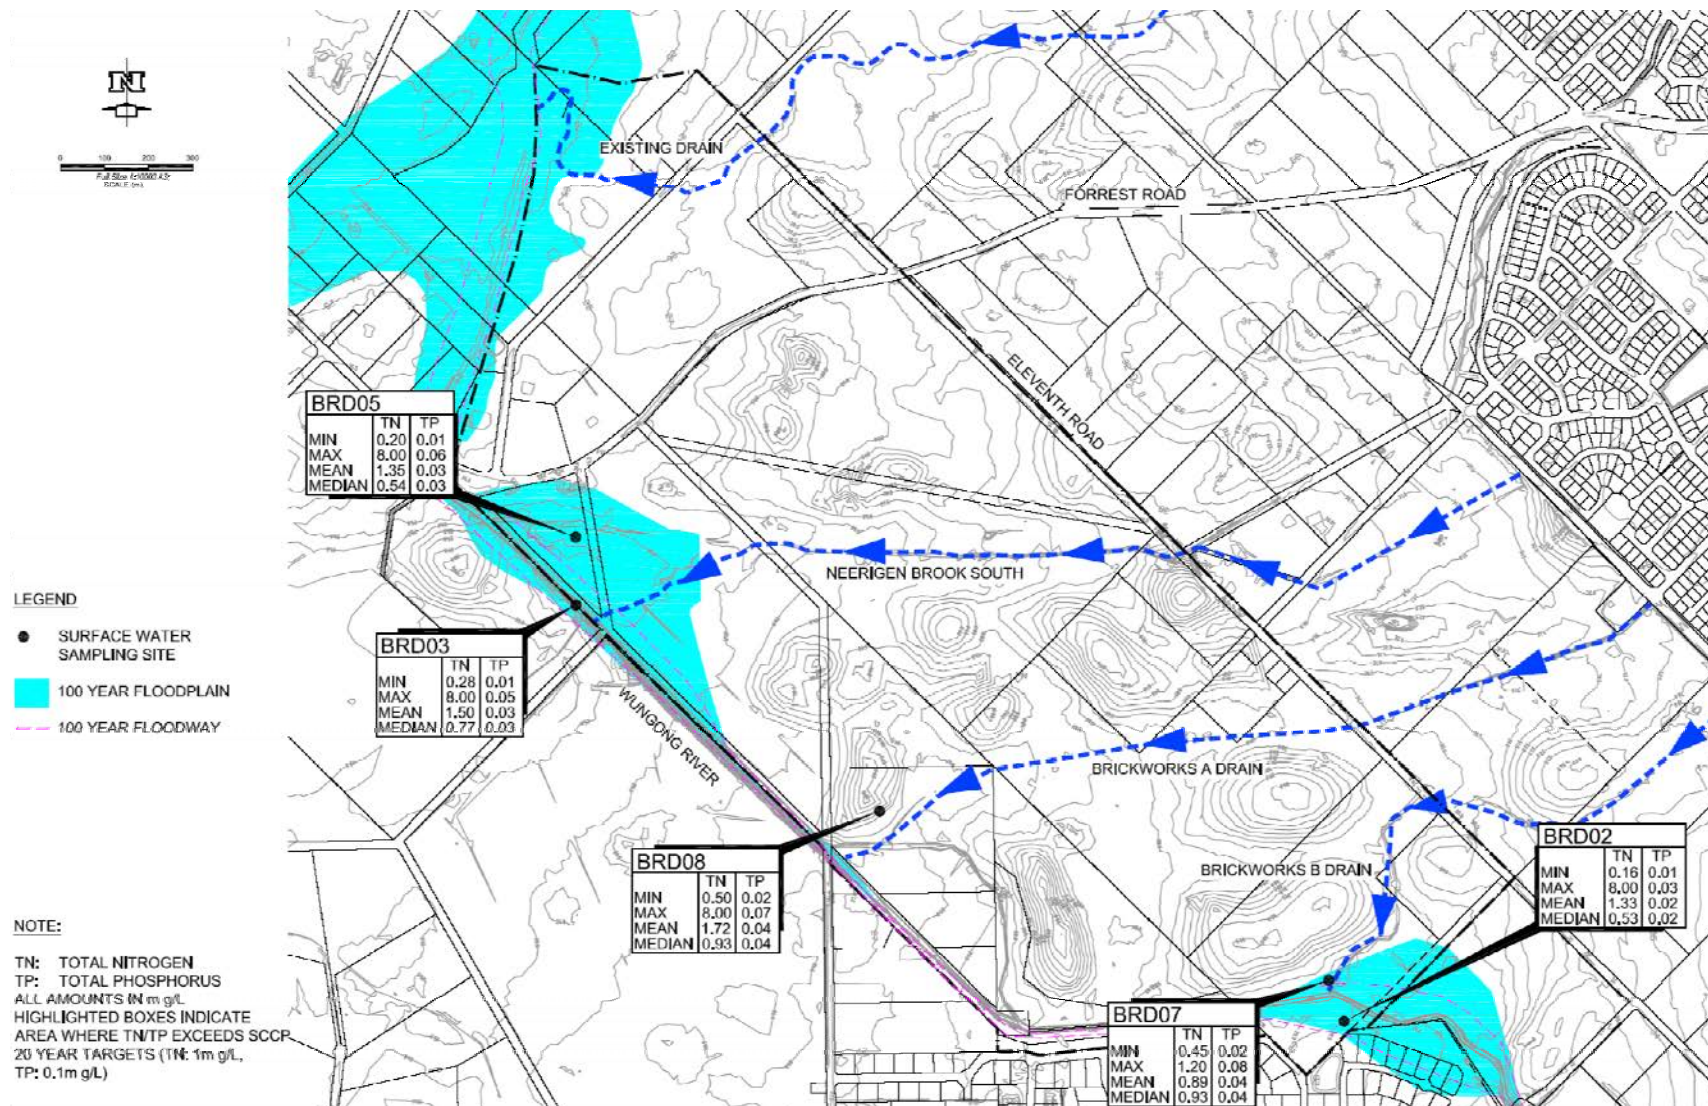 N
0 100 200 300
Full Size 1:10000 A3
SCALE (m)
EXISTING DRAIN
FORREST ROAD
ELEVENTH ROAD
BRD05
TN TP
MIN 0.20 0.01
MAX 8.00 0.06
MEAN 1.35 0.03
MEDIAN 0.54 0.03
NEERIGEN BROOK SOUTH
LEGEND
SURFACE WATER
SAMPLING SITE
100 YEAR FLOODPLAIN
100 YEAR FLOODWAY
BRD03
TN TP
MIN 0.28 0.01
MAX 8.00 0.05
MEAN 1.50 0.03
MEDIAN 0.77 0.03
WUNGONG RIVER
BRICKWORKS A DRAIN
BRD08
TN TP
MIN 0.50 0.02
MAX 8.00 0.07
MEAN 1.72 0.04
MEDIAN 0.93 0.04
BRICKWORKS B DRAIN
BRD02
TN TP
MIN 0.16 0.01
MAX 8.00 0.03
MEAN 1.33 0.02
MEDIAN 0.53 0.02
BRD07
TN TP
MIN 0.45 0.02
MAX 1.20 0.08
MEAN 0.89 0.04
MEDIAN 0.93 0.04
NOTE:
TN: TOTAL NITROGEN
TP: TOTAL PHOSPHORUS
ALL AMOUNTS IN m g/L
HIGHLIGHTED BOXES INDICATE
AREA WHERE TN/TP EXCEEDS SCCP
20 YEAR TARGETS (TN: 1m g/L,
TP: 0.1m g/L)